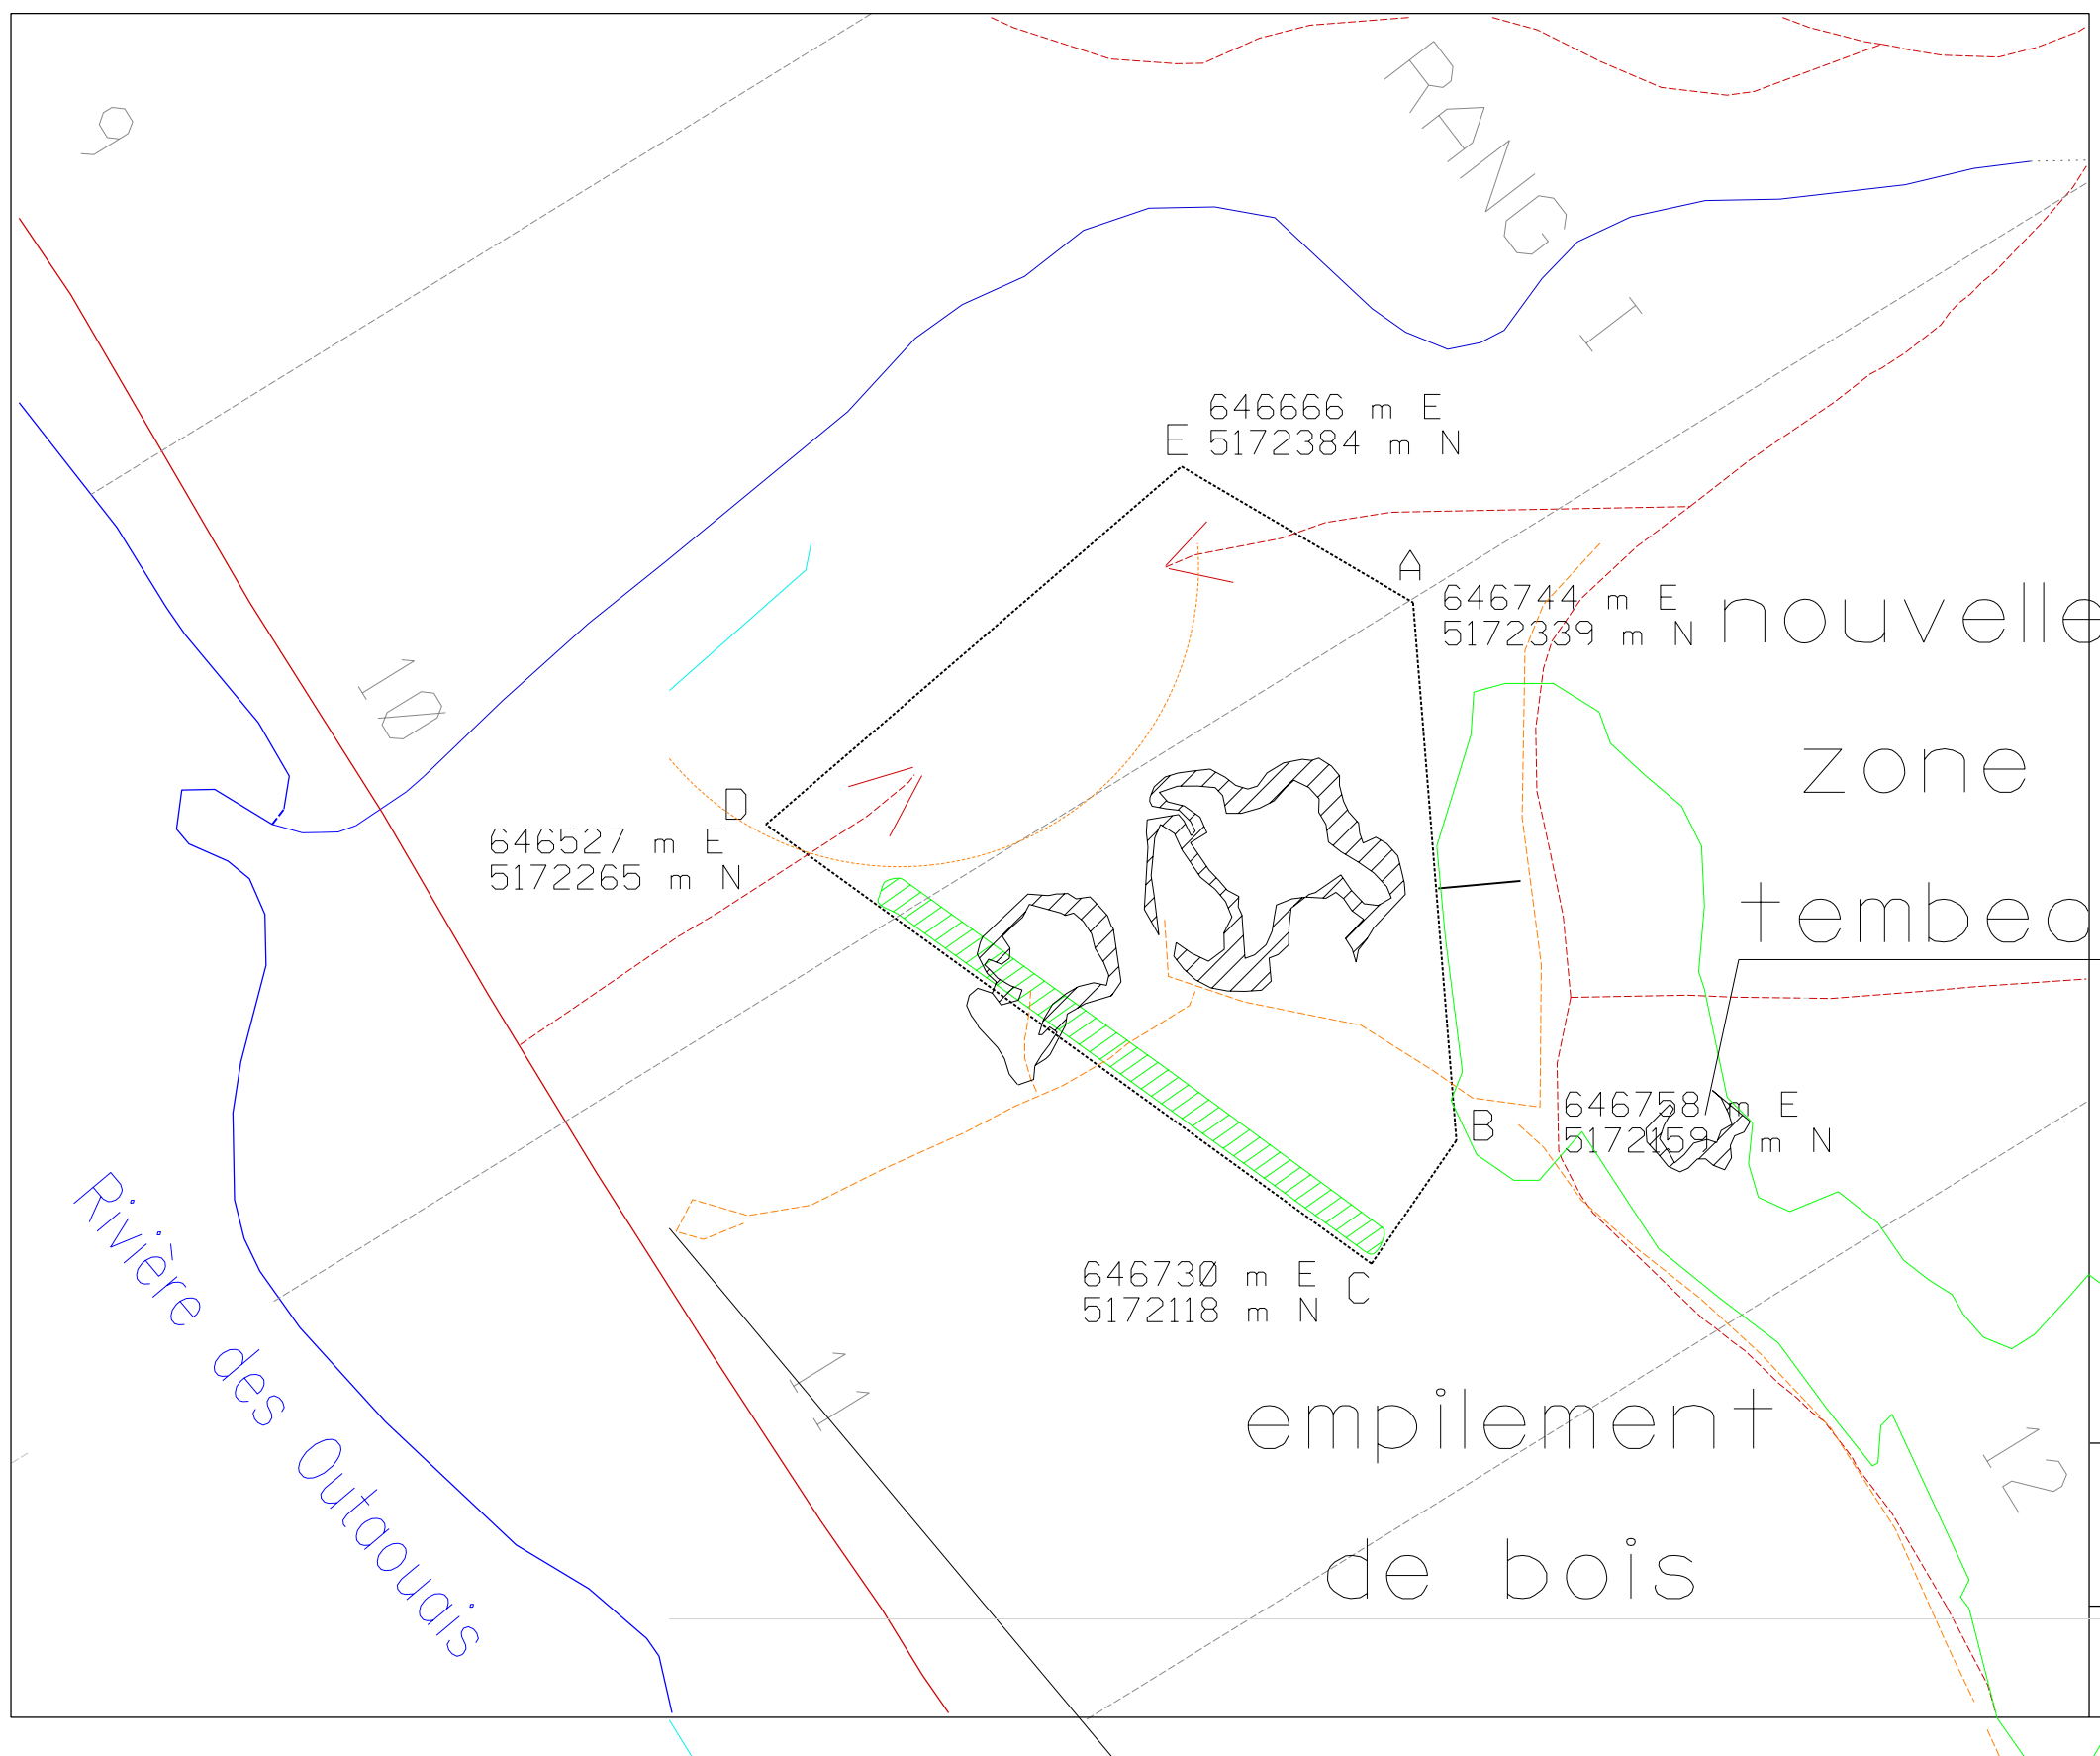 9
RANG I
646666 m E
E 5172384 m N
A
646744 m E
5172339 m N
nouvelle
zone
10
D
646527 m E
5172265 m N
tembec
646758 m E
B
5172159 m N
Rivière des Outaouais
646730 m E
5172118 m N
C
11
empilement
de bois
12